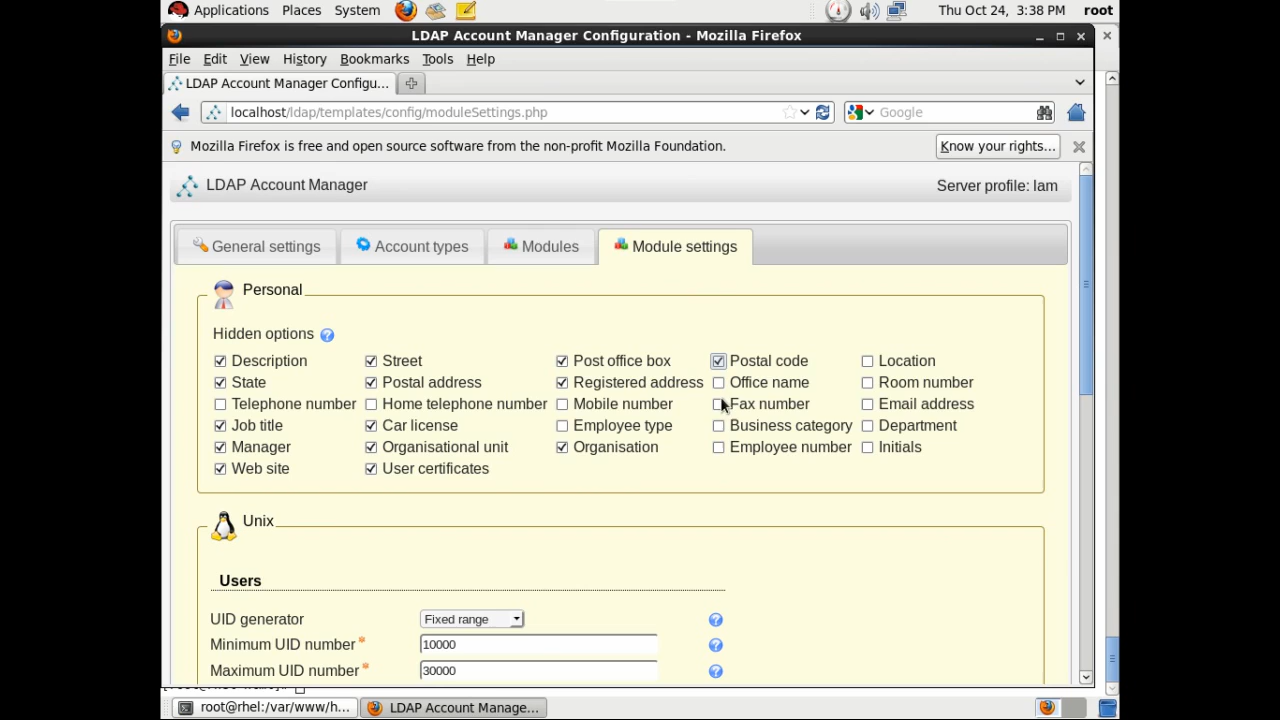 Applications Places System Thu Oct 24, 3:38 PM root
LDAP Account Manager Configuration - Mozilla Firefox
File Edit View History Bookmarks Tools Help
LDAP Account Manager Configu...
localhost/ldap/templates/config/moduleSettings.php Google
Mozilla Firefox is free and open source software from the non-profit Mozilla Foundation. Know your rights...
LDAP Account Manager Server profile: lam
General settings Account types Modules Module settings
Personal
Hidden options
Description Street Post office box Postal code Location
State Postal address Registered address Office name Room number
Telephone number Home telephone number Mobile number Fax number Email address
Job title Car license Employee type Business category Department
Manager Organisational unit Organisation Employee number Initials
Web site User certificates
Unix
Users
UID generator Fixed range
Minimum UID number * 10000
Maximum UID number * 30000
root@rhel:/var/www/h... LDAP Account Manage...